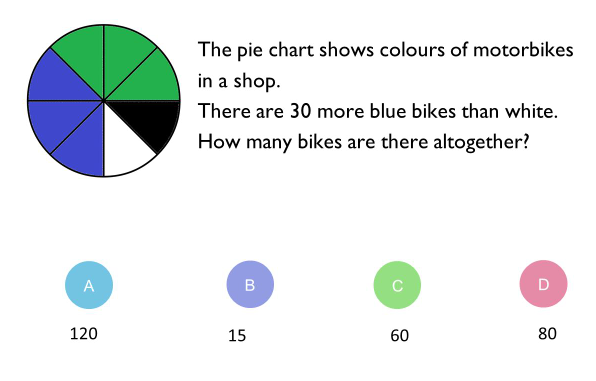 The pie chart shows colours of motorbikes
in a shop.
There are 30 more blue bikes than white.
How many bikes are there altogether?
A B C D
120 15 60 80